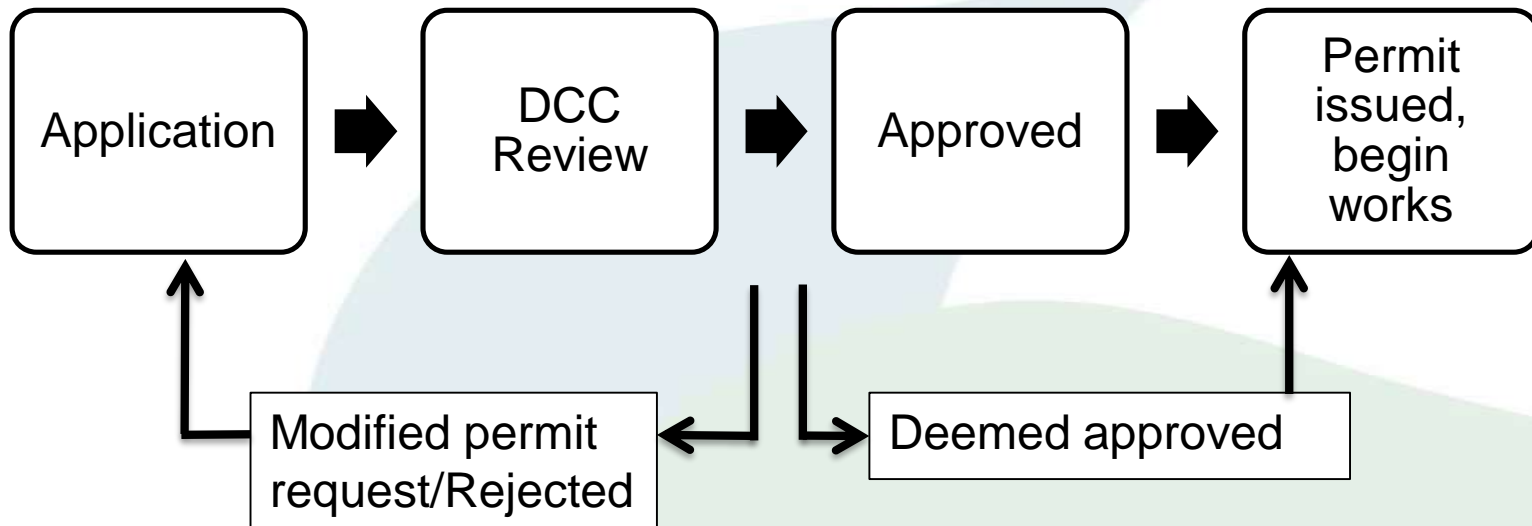 Application
DCC
Review
Approved
Permit
issued,
begin
works
Modified permit
request/Rejected
Deemed approved